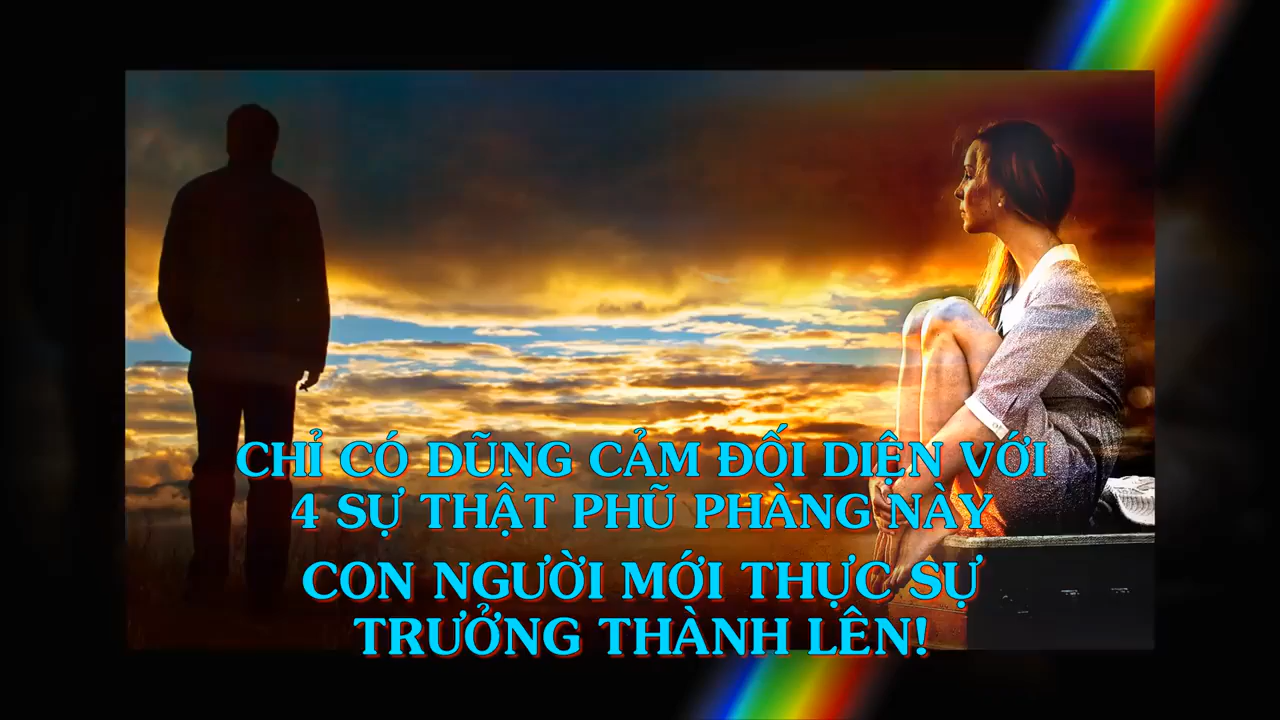 CHỈ CÓ DŨNG CẢM ĐỐI DIỆN VỚI
4 SỰ THẬT PHŨ PHÀNG NÀY
CON NGƯỜI MỚI THỰC SỰ
TRƯỞNG THÀNH LÊN!